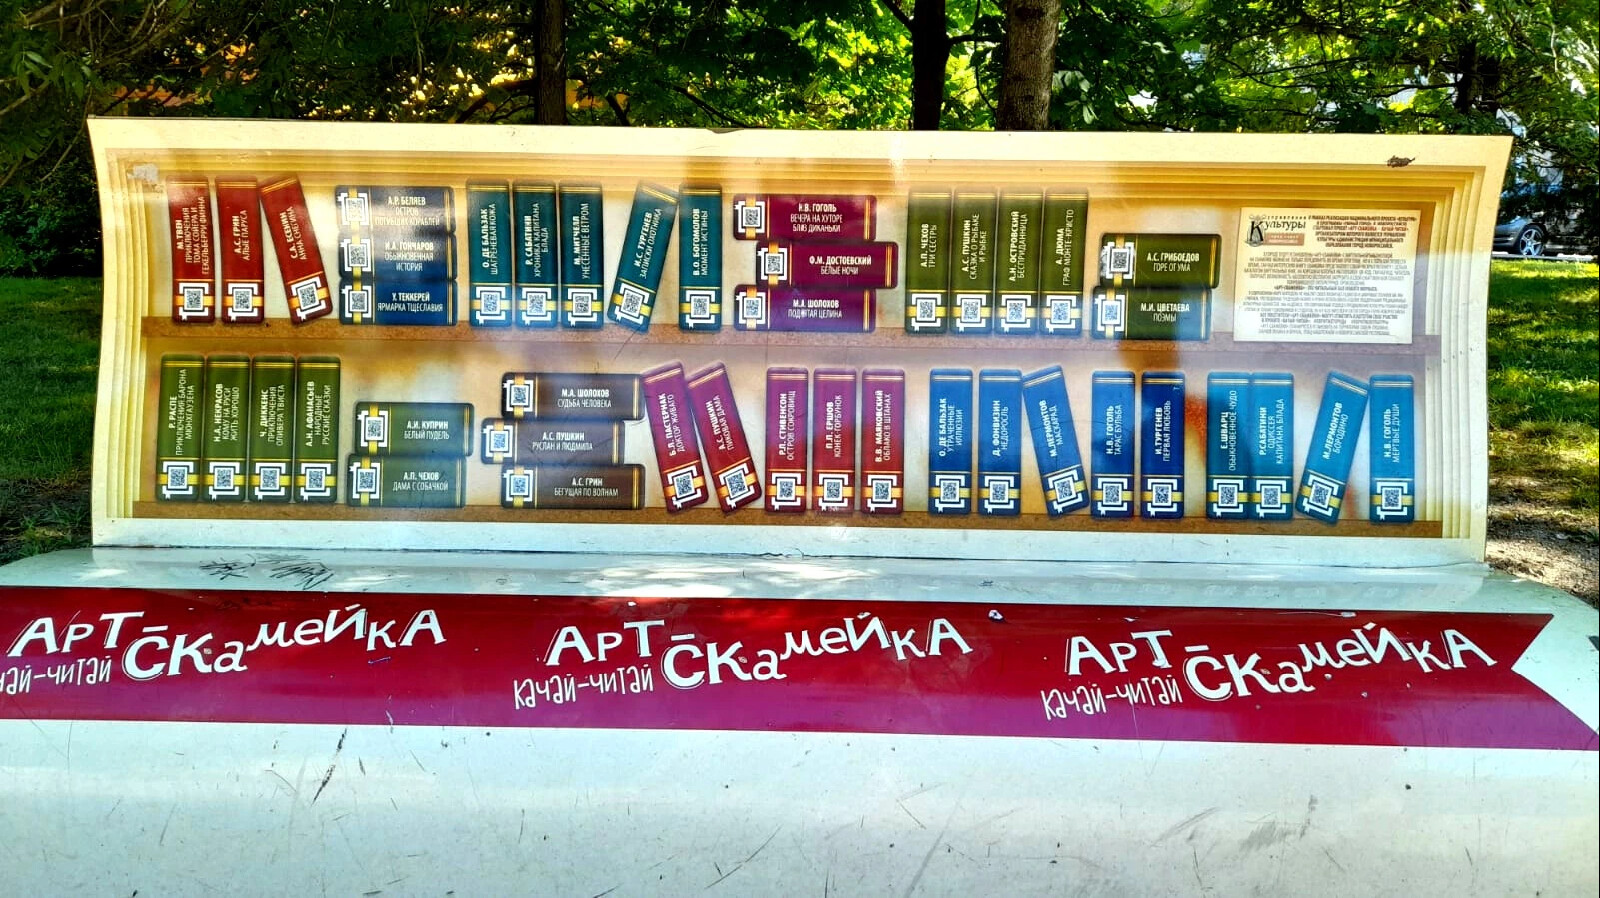 М. ТВЕН
ПРИКЛЮЧЕНИЯ
ТОМА СОЙЕРА И
ГЕКЕЛЬБЕРРИ ФИННА
А.С. ГРИН
АЛЫЕ ПАРУСА
С.А. ЕСЕНИН
АННА СНЕГИНА
А.Р. БЕЛЯЕВ
ОСТРОВ
ПОГИБШИХ КОРАБЛЕЙ
И.А. ГОНЧАРОВ
ОБЫКНОВЕННАЯ
ИСТОРИЯ
У. ТЕККЕРЕЙ
ЯРМАРКА ТЩЕСЛАВИЯ
О. ДЕ БАЛЬЗАК
ШАГРЕНЕВАЯ КОЖА
Р. САБАТИНИ
ХРОНИКА КАПИТАНА
БЛАДА
М. МИТЧЕЛЛ
УНЕСЕННЫЕ ВЕТРОМ
И.С. ТУРГЕНЕВ
ЗАПИСКИ ОХОТНИКА
В.О. БОГОМОЛОВ
МОМЕНТ ИСТИНЫ
Н.В. ГОГОЛЬ
ВЕЧЕРА НА ХУТОРЕ
БЛИЗ ДИКАНЬКИ
Ф.М. ДОСТОЕВСКИЙ
БЕЛЫЕ НОЧИ
М.А. ШОЛОХОВ
ПОДНЯТАЯ ЦЕЛИНА
А.П. ЧЕХОВ
ТРИ СЕСТРЫ
А.С. ПУШКИН
СКАЗКА О РЫБАКЕ
И РЫБКЕ
А.Н. ОСТРОВСКИЙ
БЕСПРИДАННИЦА
А. ДЮМА
ГРАФ МОНТЕ-КРИСТО
А.С. ГРИБОЕДОВ
ГОРЕ ОТ УМА
М.И. ЦВЕТАЕВА
ПОЭМЫ
управление
Культуры
Р. РАСПЕ
ПРИКЛЮЧЕНИЕ БАРОНА
МЮНХГАУЗЕНА
Н.А. НЕКРАСОВ
КОМУ НА РУСИ
ЖИТЬ ХОРОШО
Ч. ДИККЕНС
ПРИКЛЮЧЕНИЯ
ОЛИВЕРА ТВИСТА
А.Н. АФАНАСЬЕВ
НАРОДНЫЕ
РУССКИЕ СКАЗКИ
А.И. КУПРИН
БЕЛЫЙ ПУДЕЛЬ
А.П. ЧЕХОВ
ДАМА С СОБАЧКОЙ
М.А. ШОЛОХОВ
СУДЬБА ЧЕЛОВЕКА
А.С. ПУШКИН
РУСЛАН И ЛЮДМИЛА
А.С. ГРИН
БЕГУЩАЯ ПО ВОЛНАМ
Б.Л. ПАСТЕРНАК
ДОКТОР ЖИВАГО
А.С. ПУШКИН
ПИКОВАЯ ДАМА
Р.Л. СТИВЕНСОН
ОСТРОВ СОКРОВИЩ
П.П. ЕРШОВ
КОНЕК-ГОРБУНОК
В.В. МАЯКОВСКИЙ
ОБЛАКО В ШТАНАХ
О. ДЕ БАЛЬЗАК
УТРАЧЕННЫЕ
ИЛЛЮЗИИ
Д. ФОНВИЗИН
НЕДОРОСЛЬ
М. ЛЕРМОНТОВ
МАСКАРАД
Н.В. ГОГОЛЬ
ТАРАС БУЛЬБА
И. ТУРГЕНЕВ
ПЕРВАЯ ЛЮБОВЬ
Е. ШВАРЦ
ОБЫКНОВЕННОЕ ЧУДО
Р. САБАТИНИ
ОДИССЕЯ
КАПИТАНА БЛАДА
М. ЛЕРМОНТОВ
БОРОДИНО
Н.В. ГОГОЛЬ
МЕРТВЫЕ ДУШИ
АРТ-СКАМЕЙКА
ЧАЙ-ЧИТАЙ
АРТ-СКАМЕЙКА
КАЧАЙ-ЧИТАЙ
АРТ-СКАМЕЙКА
КАЧАЙ-ЧИТАЙ